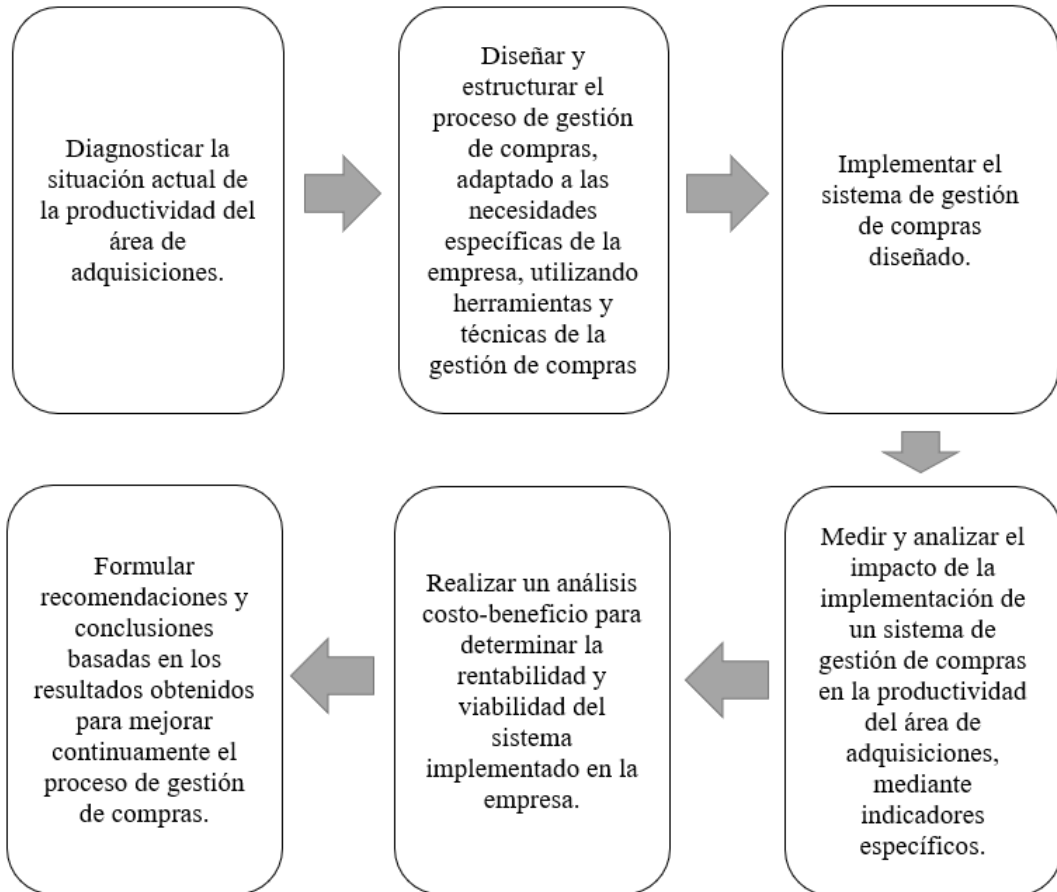 Diagnosticar la
situación actual de
la productividad del
área de
adquisiciones.
Diseñar y
estructurar el
proceso de gestión
de compras,
adaptado a las
necesidades
específicas de la
empresa, utilizando
herramientas y
técnicas de la
gestión de compras
Implementar el
sistema de gestión
de compras
diseñado.
Medir y analizar el
impacto de la
implementación de
un sistema de
gestión de compras
en la productividad
del área de
adquisiciones,
mediante
indicadores
específicos.
Realizar un análisis
costo-beneficio para
determinar la
rentabilidad y
viabilidad del
sistema
implementado en la
empresa.
Formular
recomendaciones y
conclusiones
basadas en los
resultados obtenidos
para mejorar
continuamente el
proceso de gestión
de compras.